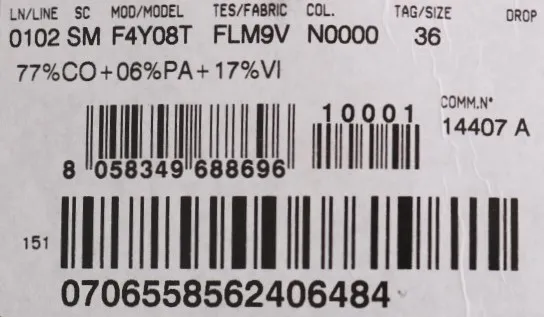 LN/LINE SC MOD/MODEL TES/FABRIC COL. TAG/SIZE DROP
0102 SM F4Y08T FLM9V N0000 36
77%CO+06%PA+17%VI
10001 COMM.N°
14407 A
8 058349 688696
151
0706558562406484